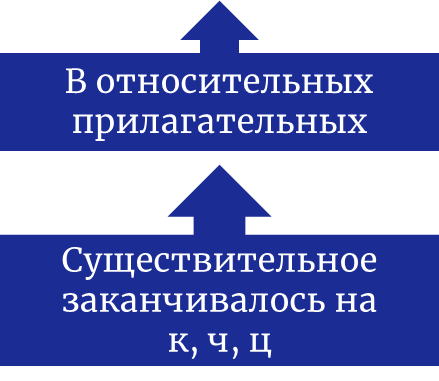 В относительных
прилагательных
Существительное
заканчивалось на
к, ч, ц